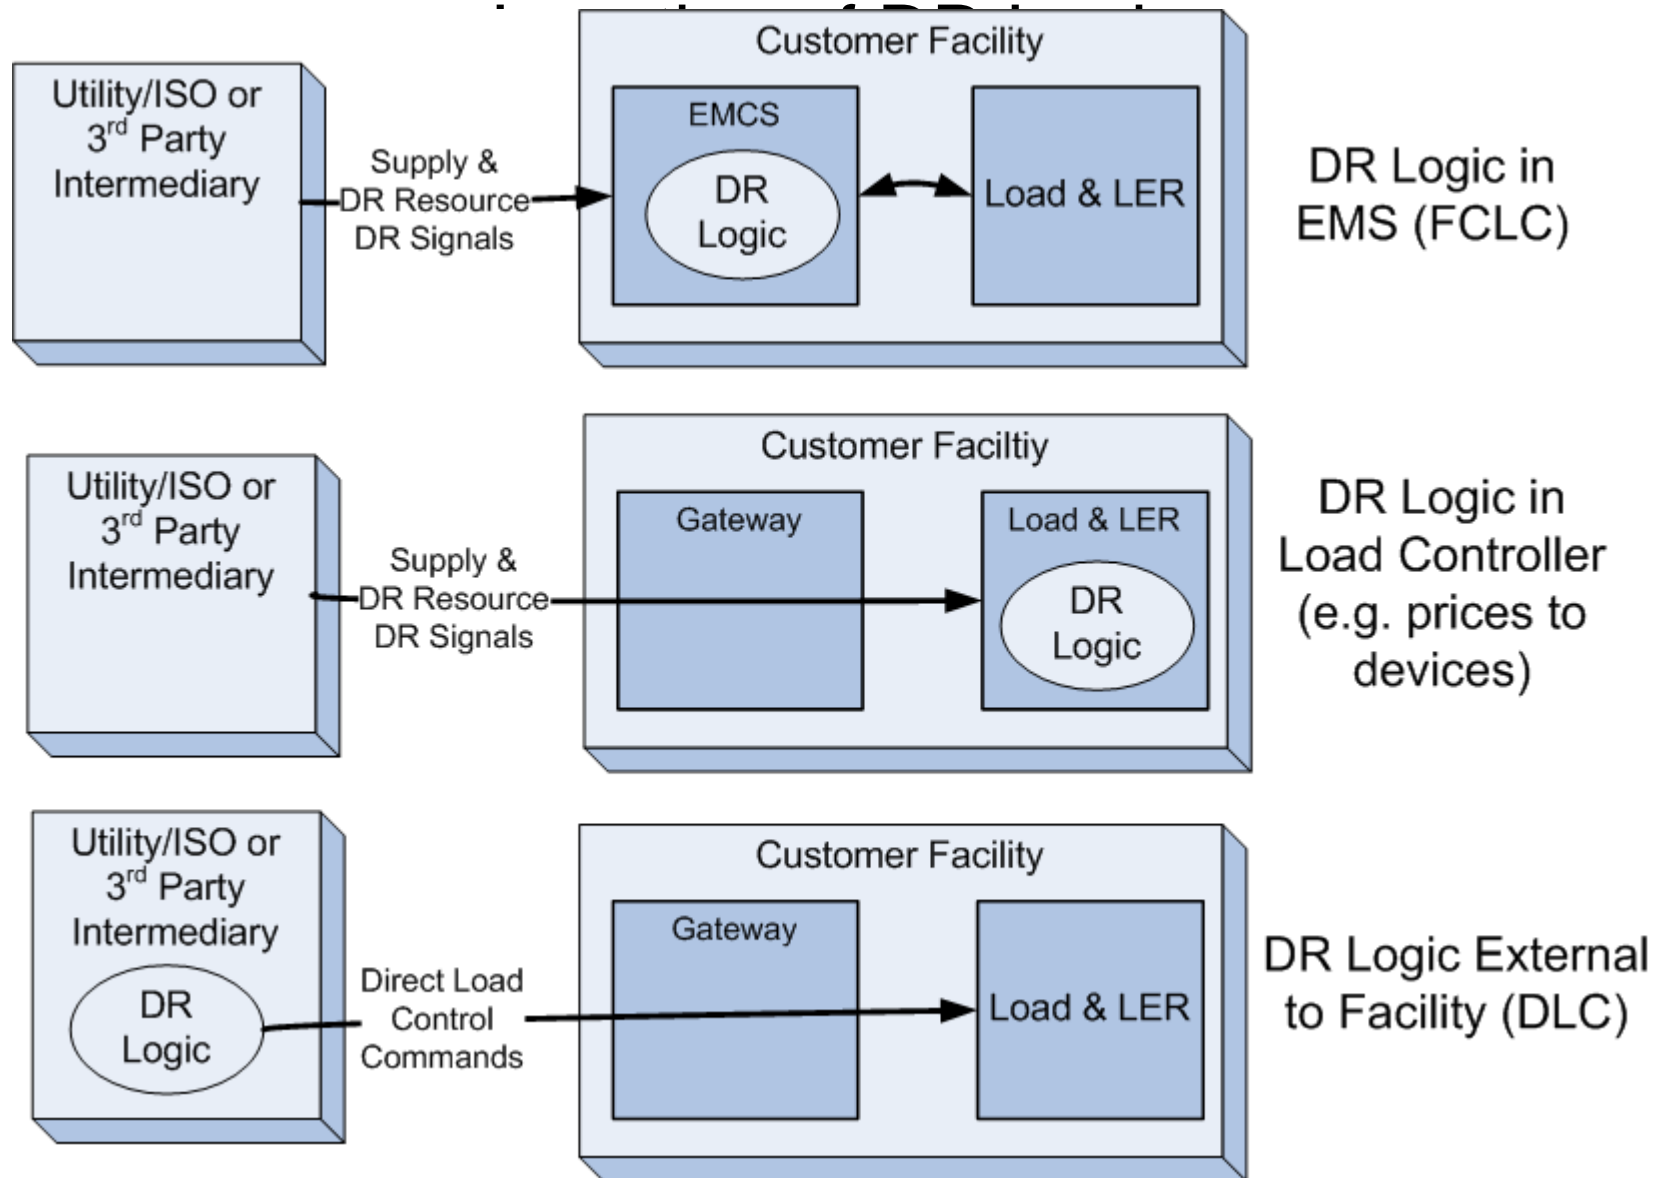 Customer Facility
Utility/ISO or
3rd Party
Intermediary
Supply &
DR Resource
DR Signals
EMCS
DR
Logic
Load & LER
DR Logic in
EMS (FCLC)
Customer Faciltiy
Utility/ISO or
3rd Party
Intermediary
Supply &
DR Resource
DR Signals
Gateway
Load & LER
DR
Logic
DR Logic in
Load Controller
(e.g. prices to
devices)
Customer Facility
Utility/ISO or
3rd Party
Intermediary
DR
Logic
Direct Load
Control
Commands
Gateway
Load & LER
DR Logic External
to Facility (DLC)